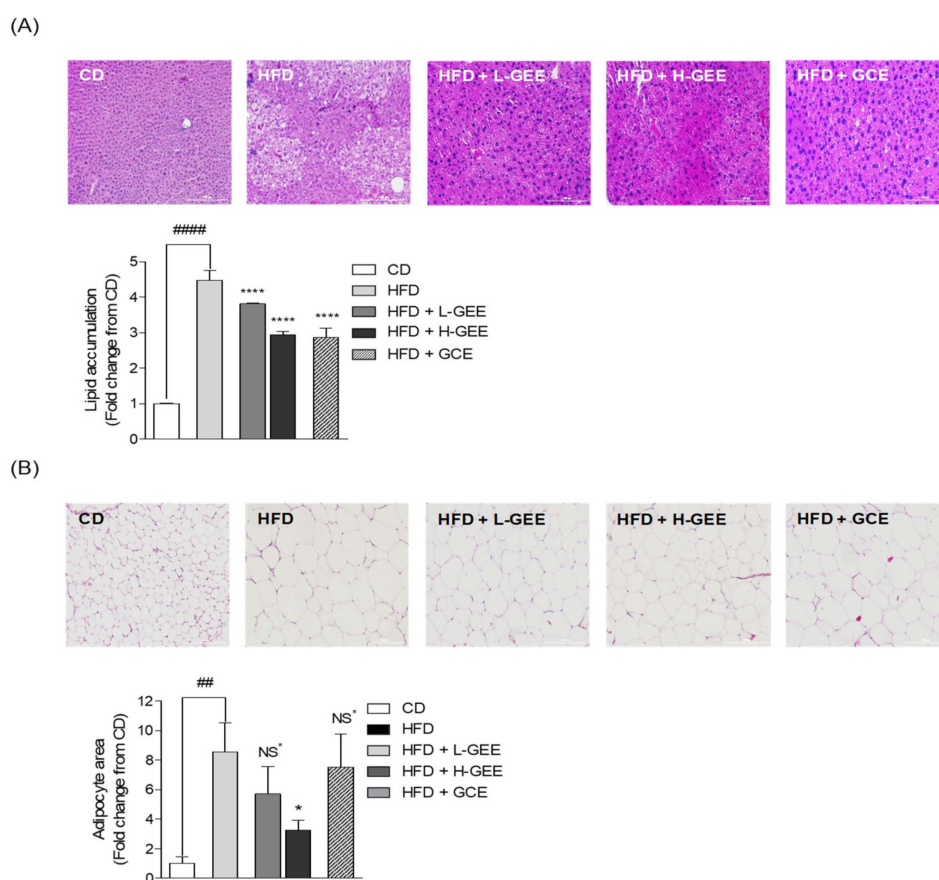 (A)
CD HFD HFD + L-GEE HFD + H-GEE HFD + GCE
####
Lipid accumulation
(Fold change from CD)
5
4
3
2
1
0
**** **** ****
CD
HFD
HFD + L-GEE
HFD + H-GEE
HFD + GCE
(B)
CD HFD HFD + L-GEE HFD + H-GEE HFD + GCE
##
Adipocyte area
(Fold change from CD)
12
10
8
6
4
2
0
NS* * NS*
CD
HFD
HFD + L-GEE
HFD + H-GEE
HFD + GCE